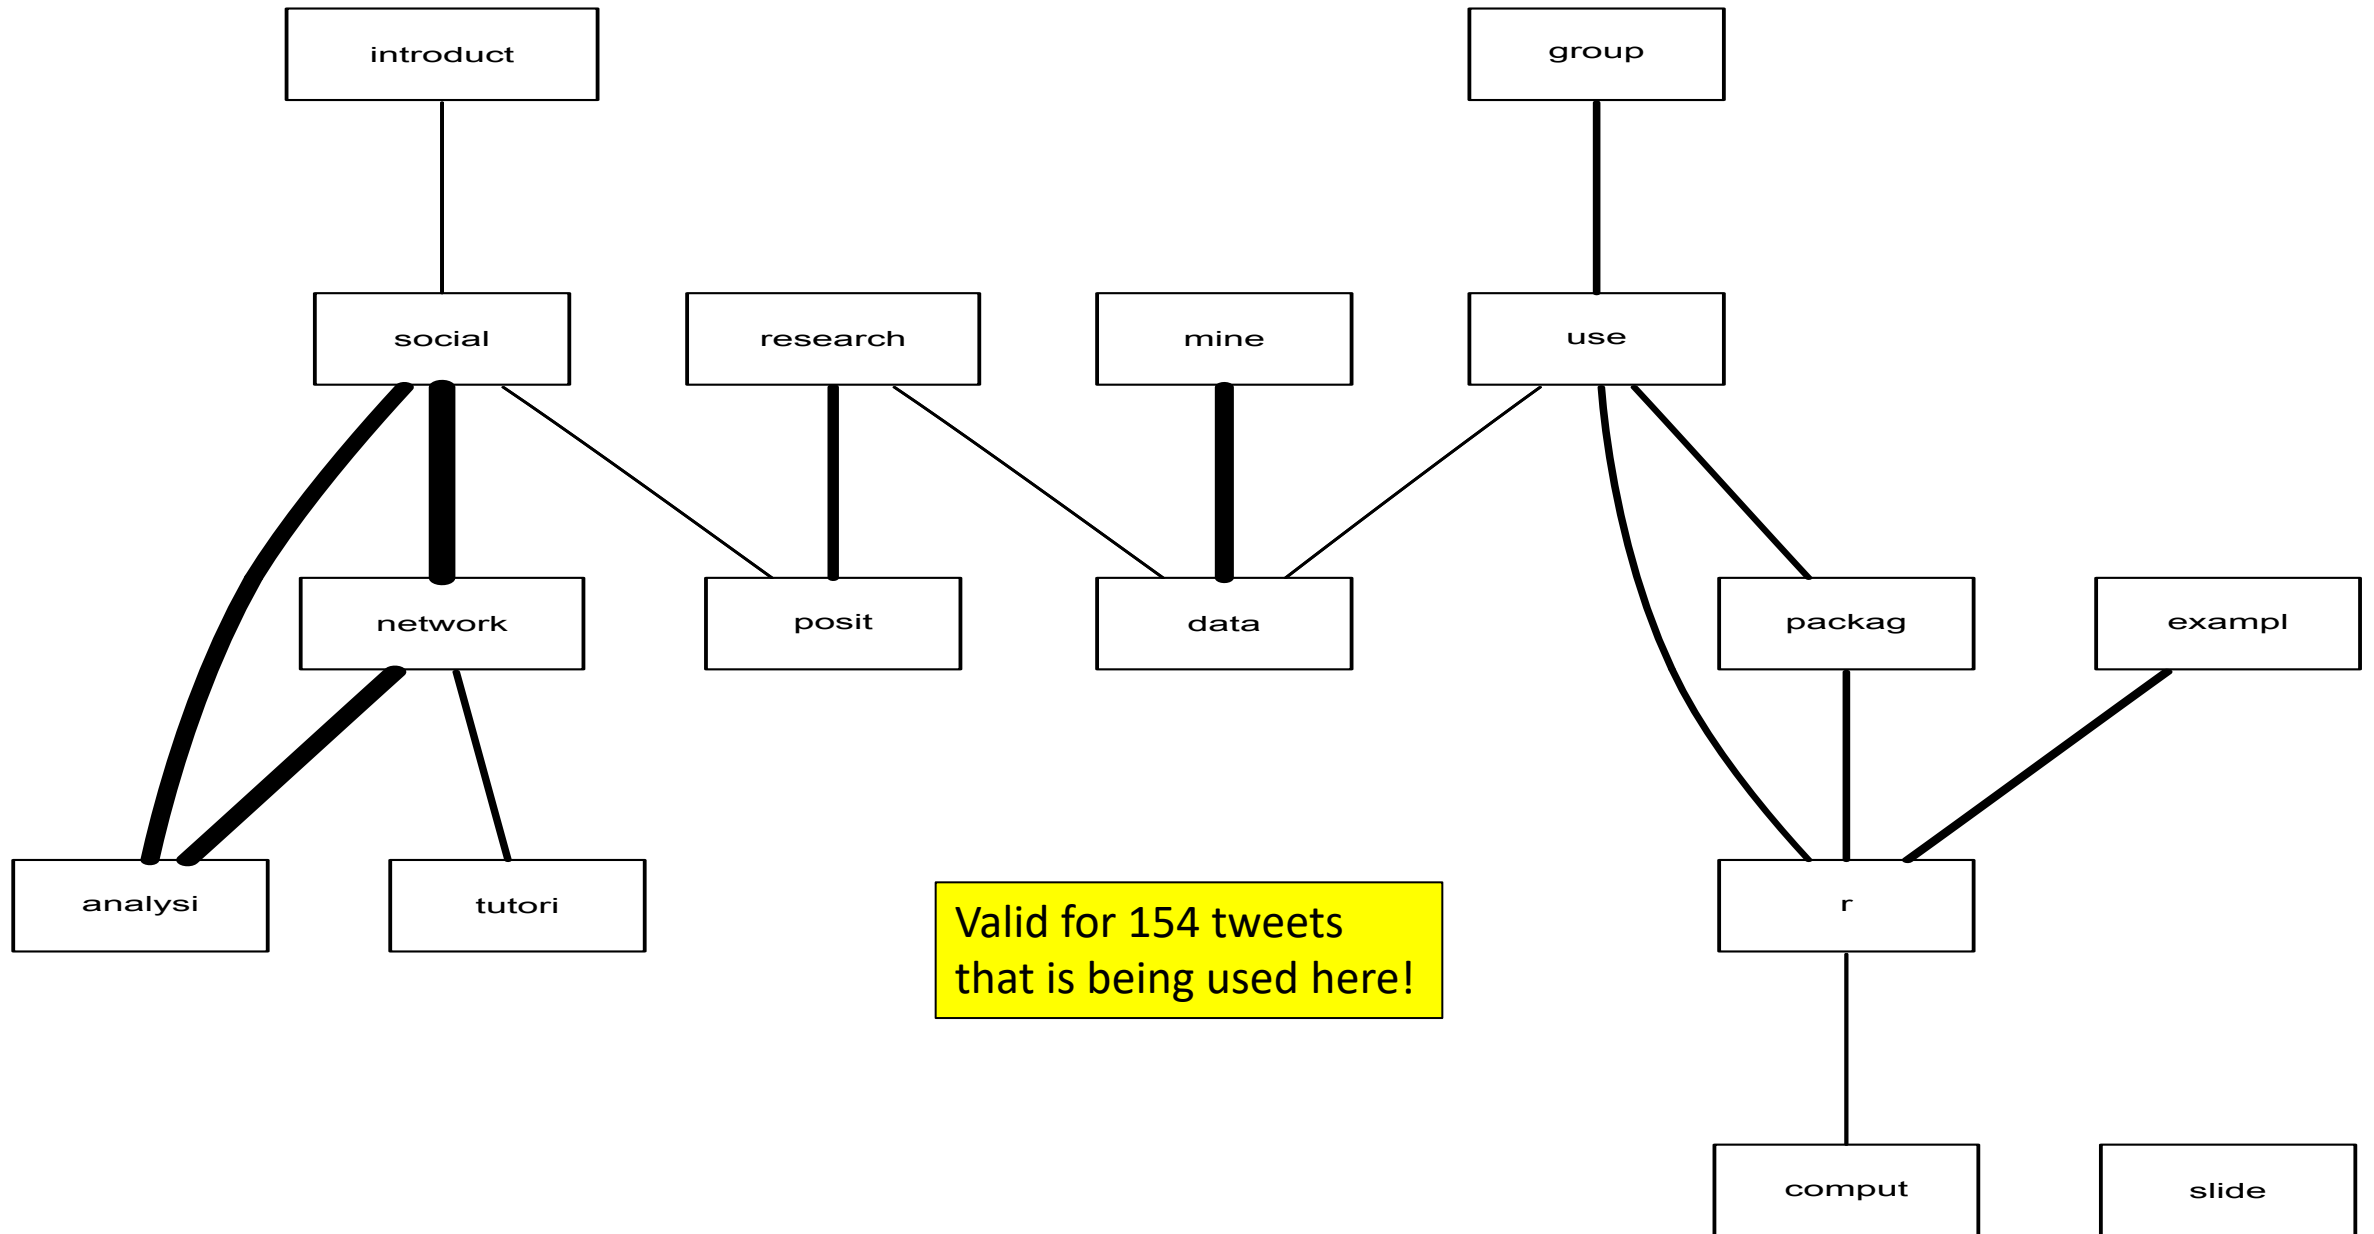 introduct
group
social
research
mine
use
network
posit
data
packag
exampl
analysi
tutori
Valid for 154 tweets
that is being used here!
r
comput
slide